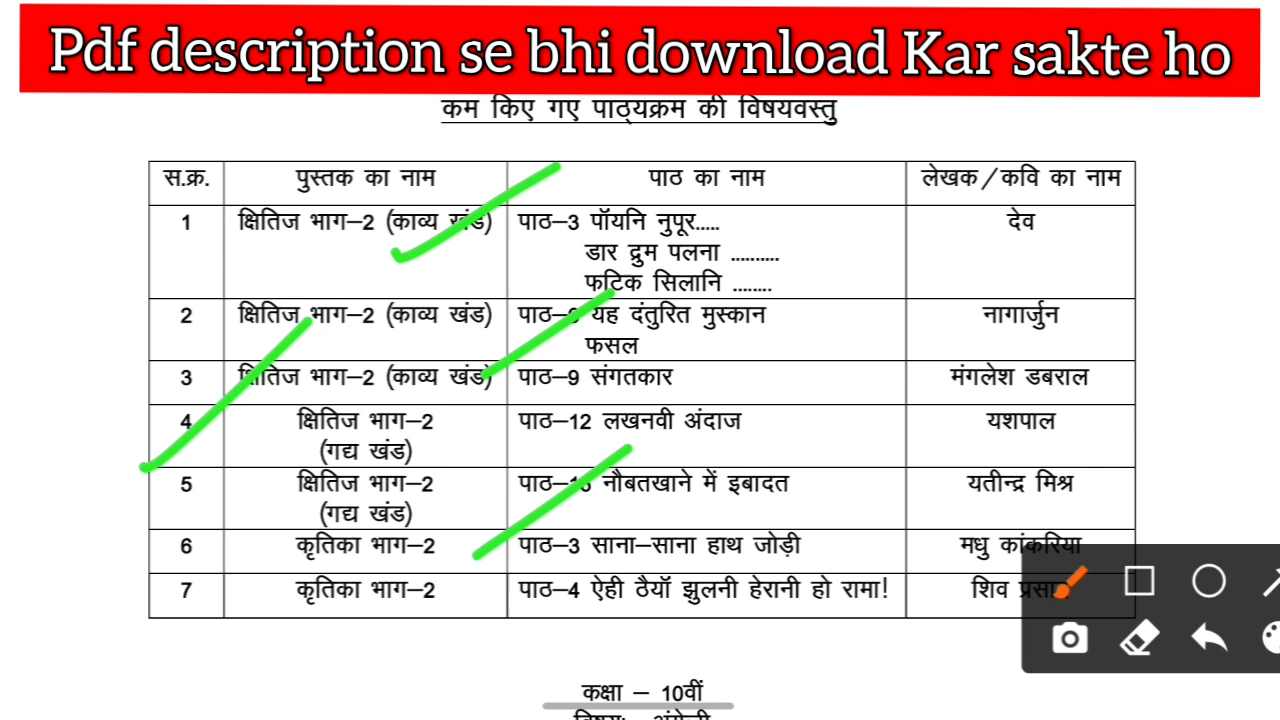 Pdf description se bhi download Kar sakte ho
कम किए गए पाठ्यक्रम की विषयवस्तु
स.क्र. पुस्तक का नाम पाठ का नाम लेखक/कवि का नाम
1 क्षितिज भाग–2 (काव्य खंड) पाठ–3 पॉयनि नुपूर..... देव
डार द्रुम पलना ..........
फटिक सिलानि ........
2 क्षितिज भाग–2 (काव्य खंड) यह दंतुरित मुस्कान नागार्जुन
फसल
3 क्षितिज भाग–2 (काव्य खंड) पाठ–9 संगतकार मंगलेश डबराल
4 क्षितिज भाग–2 पाठ–12 लखनवी अंदाज यशपाल
(गद्य खंड)
5 क्षितिज भाग–2 नौबतखाने में इबादत यतीन्द्र मिश्र
(गद्य खंड)
6 कृतिका भाग–2 पाठ–3 साना–साना हाथ जोड़ी मधु कांकरिया
7 कृतिका भाग–2 पाठ–4 ऐही ठैयॉ झुलनी हेरानी हो रामा! शिव
कक्षा – 10वीं